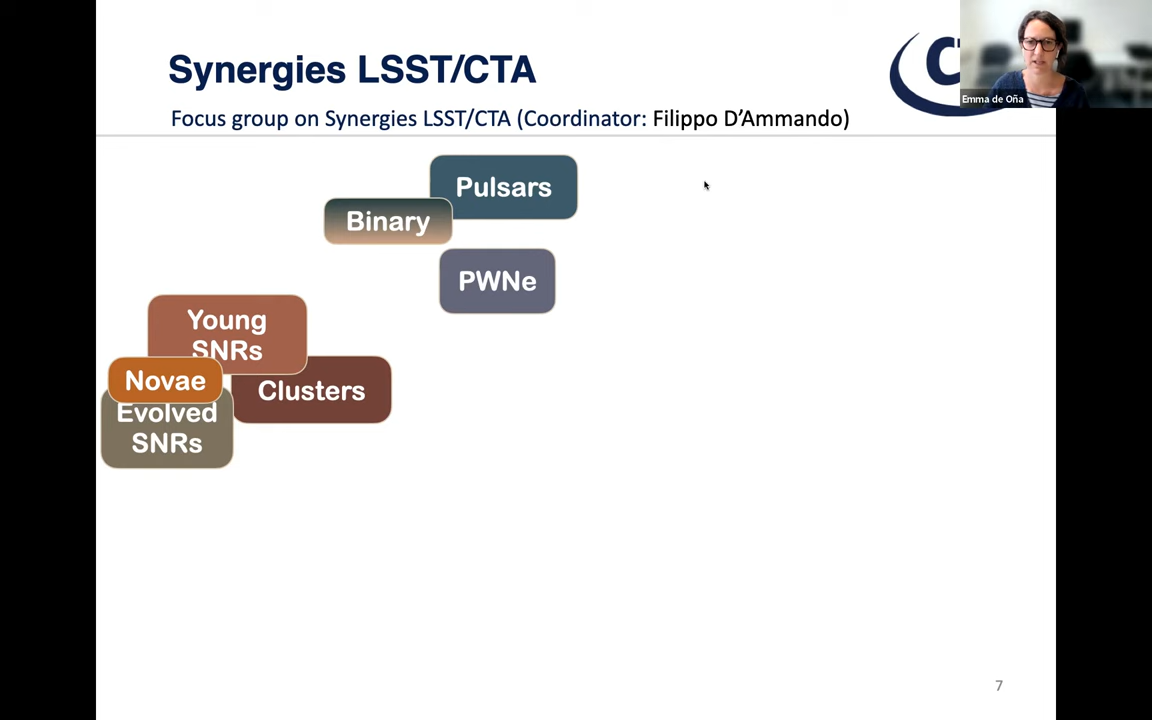 Synergies LSST/CTA
Focus group on Synergies LSST/CTA (Coordinator: Filippo D’Ammando)
C
Emma de Oña
Pulsars
Binary
PWNe
Young
SNRs
Novae
Clusters
Evolved
SNRs
7